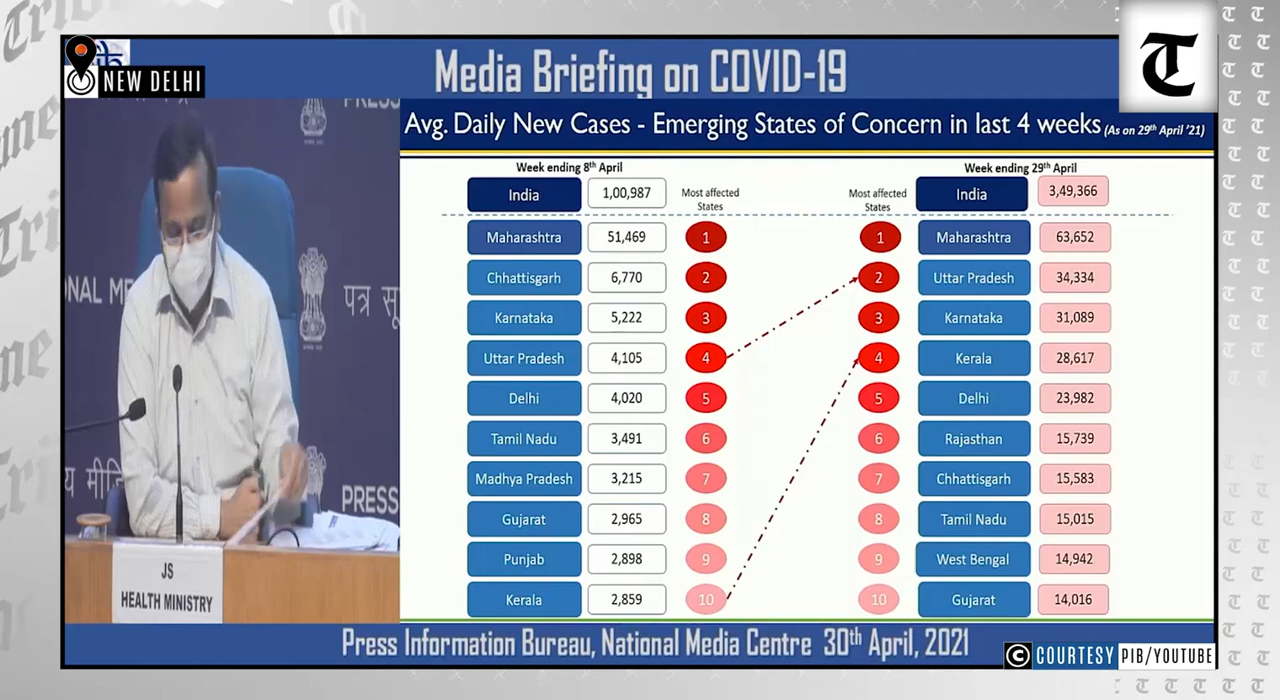 NEW DELHI
Media Briefing on COVID-19
Avg. Daily New Cases - Emerging States of Concern in last 4 weeks (As on 29th April '21)
Week ending 8th April
India 1,00,987 Most affected States
Maharashtra 51,469 1
Chhattisgarh 6,770 2
Karnataka 5,222 3
Uttar Pradesh 4,105 4
Delhi 4,020 5
Tamil Nadu 3,491 6
Madhya Pradesh 3,215 7
Gujarat 2,965 8
Punjab 2,898 9
Kerala 2,859 10
Week ending 29th April
Most affected States India 3,49,366
1 Maharashtra 63,652
2 Uttar Pradesh 34,334
3 Karnataka 31,089
4 Kerala 28,617
5 Delhi 23,982
6 Rajasthan 15,739
7 Chhattisgarh 15,583
8 Tamil Nadu 15,015
9 West Bengal 14,942
10 Gujarat 14,016
PRESS
NAL ME
पत्र सू
य मीडि
PRESS
JS
HEALTH MINISTRY
Press Information Bureau, National Media Centre 30th April, 2021
© COURTESY PIB/YOUTUBE